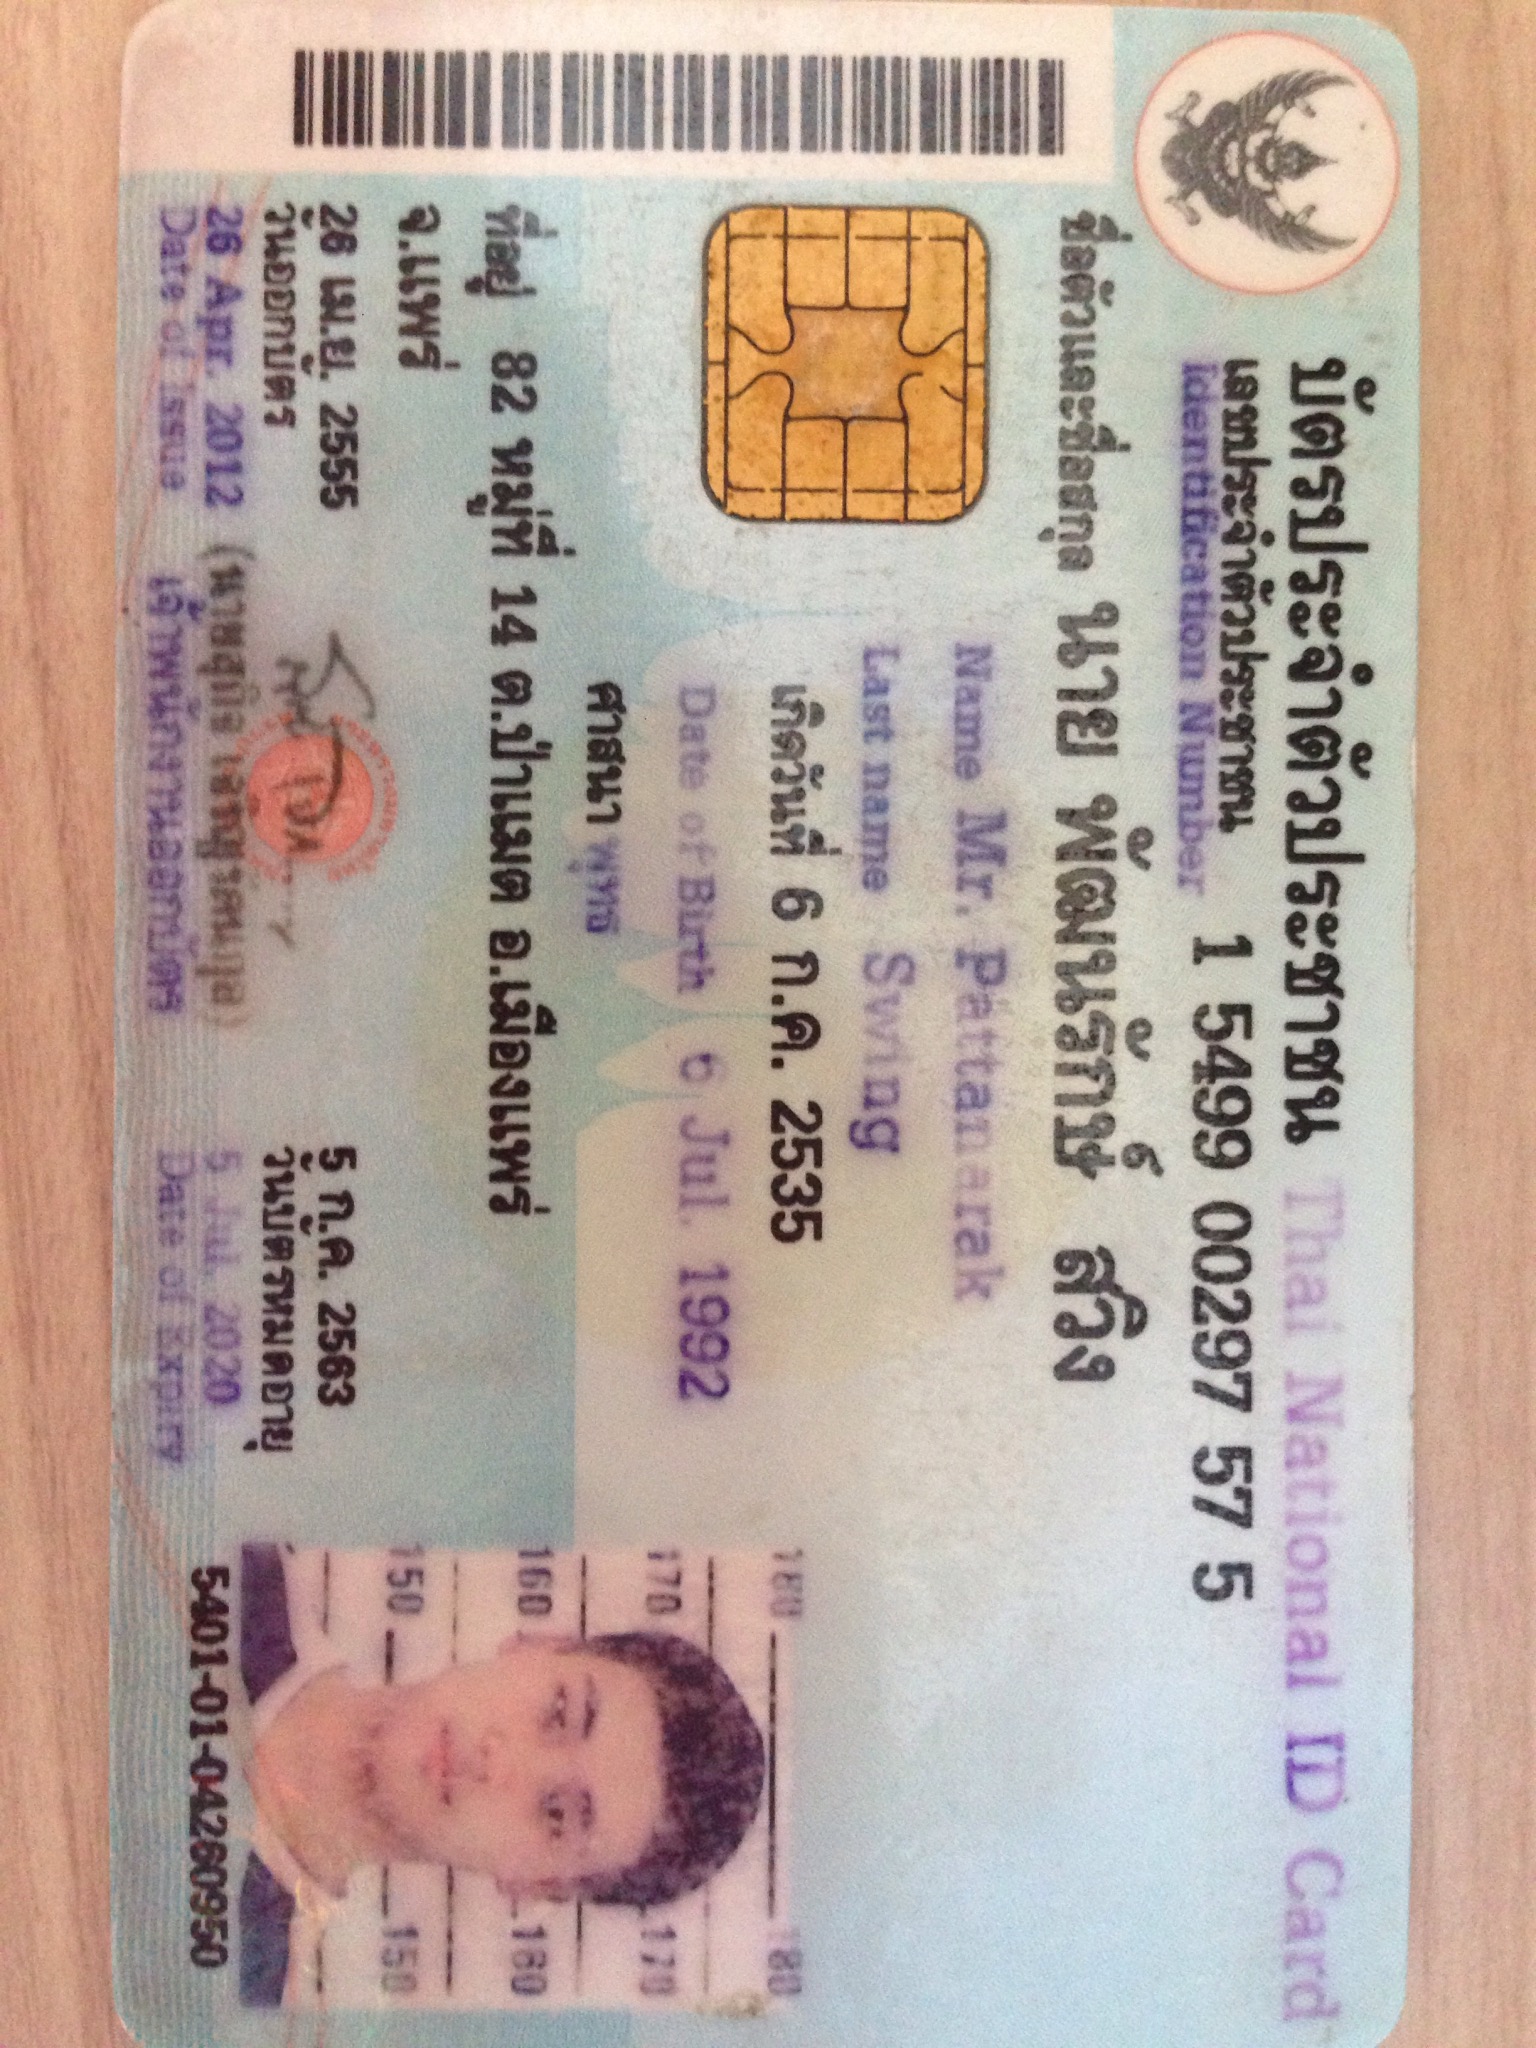 บัตรประจำตัวประชาชน Thai National ID Card
เลขประจำตัวประชาชน
Identification Number
1 5499 00297 57 5
ชื่อตัวและชื่อสกุล นาย พัฒนรักษ์ สวิง
Name Mr. Pattanarak
Last name Swing
เกิดวันที่ 6 ก.ค. 2535
Date of Birth 6 Jul. 1992
ศาสนา พุทธ
ที่อยู่ 82 หมู่ที่ 14 ต.ป่าแมต อ.เมืองแพร่
จ.แพร่
26 เม.ย. 2555
วันออกบัตร
26 Apr. 2012
Date of Issue
(นายสุกิจ
เจ้าพนักงานออกบัตร
5 ก.ค. 2563
วันบัตรหมดอายุ
5 Jul. 2020
Date of Expiry
180 180
170 170
160 160
150 150
5401-01-04260950